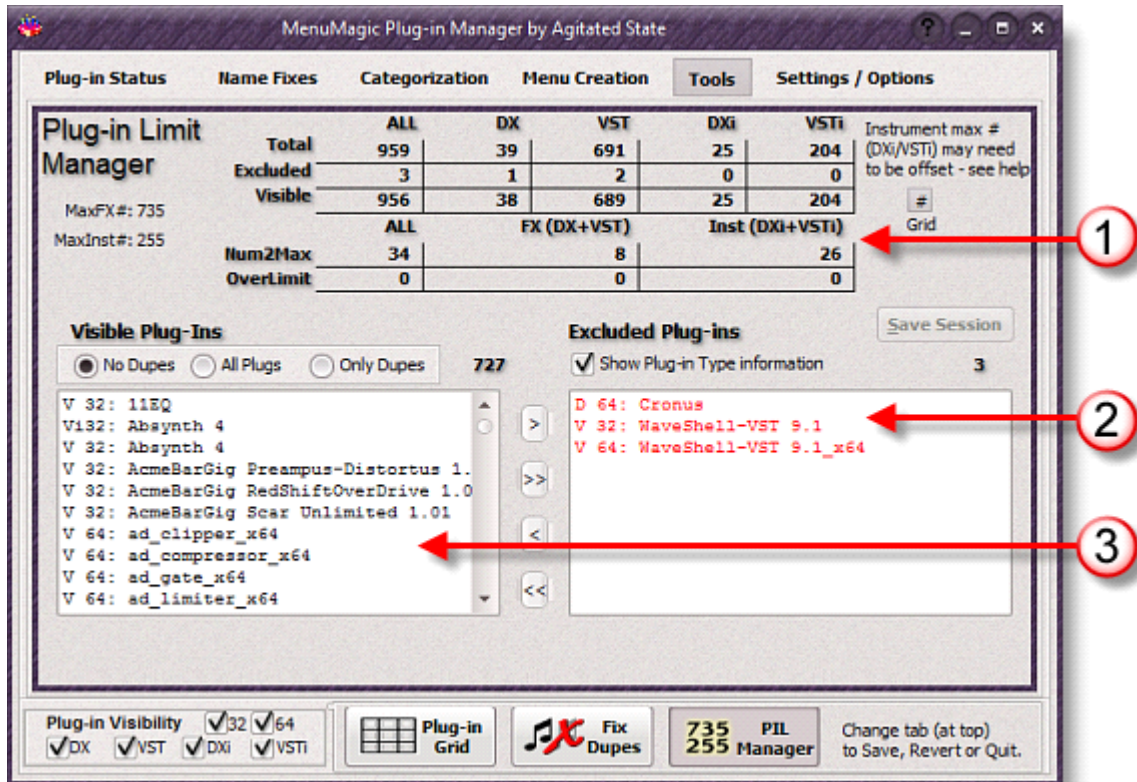 MenuMagic Plug-in Manager by Agitated State
?
Plug-in Status Name Fixes Categorization Menu Creation Tools Settings / Options
Plug-in Limit
Manager
MaxFX#: 735
MaxInst#: 255
ALL DX VST DXi VSTi
Total 959 39 691 25 204
Excluded 3 1 2 0 0
Visible 956 38 689 25 204
ALL FX (DX+VST) Inst (DXi+VSTi)
Num2Max 34 8 26
OverLimit 0 0 0
Instrument max #
(DXi/VSTi) may need
to be offset - see help
#
Grid
1
Save Session
Visible Plug-Ins
No Dupes All Plugs Only Dupes 727
Excluded Plug-ins
Show Plug-in Type information 3
V 32: 11EQ
Vi32: Absynth 4
V 32: Absynth 4
V 32: AcmeBarGig Preampus-Distortus 1.
V 32: AcmeBarGig RedShiftOverDrive 1.0
V 32: AcmeBarGig Scar Unlimited 1.01
V 64: ad_clipper_x64
V 64: ad_compressor_x64
V 64: ad_gate_x64
V 64: ad_limiter_x64
>
>>
<
<<
D 64: Cronus
V 32: WaveShell-VST 9.1
V 64: WaveShell-VST 9.1_x64
2
3
Plug-in Visibility 32 64
DX VST DXi VSTi
Plug-in
Grid
Fix
Dupes
735
255
PIL
Manager
Change tab (at top)
to Save, Revert or Quit.